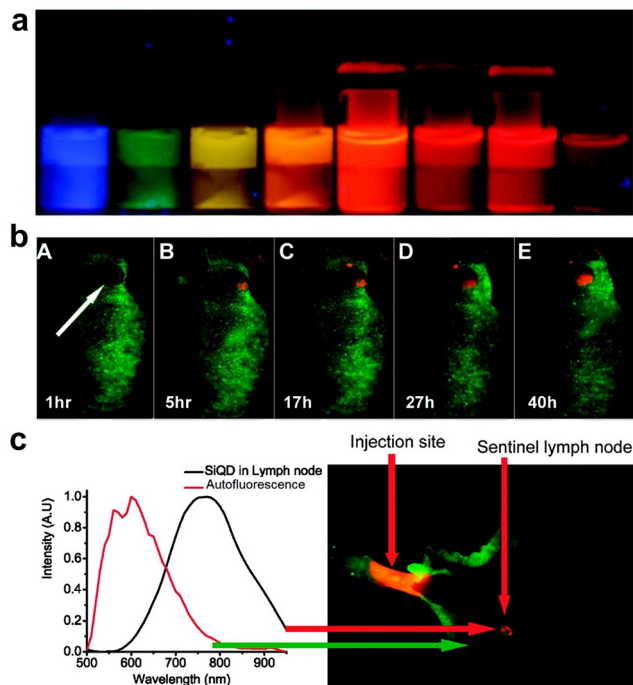 a
b
A B C D E
1hr 5hr 17h 27h 40h
c
Injection site
Sentinel lymph node
SiQD in Lymph node
Autofluorescence
Intensity (A.U)
1.0
0.8
0.6
0.4
0.2
0.0
500 600 700 800 900
Wavelength (nm)